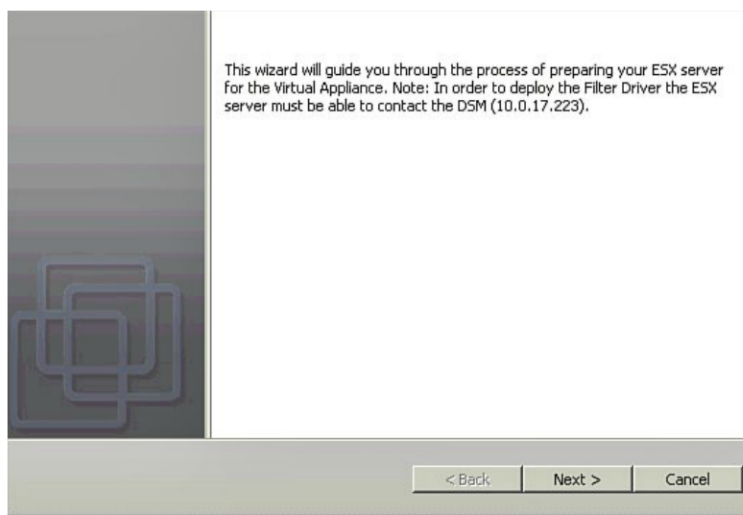 This wizard will guide you through the process of preparing your ESX server
for the Virtual Appliance. Note: In order to deploy the Filter Driver the ESX
server must be able to contact the DSM (10.0.17.223).
< Back Next > Cancel